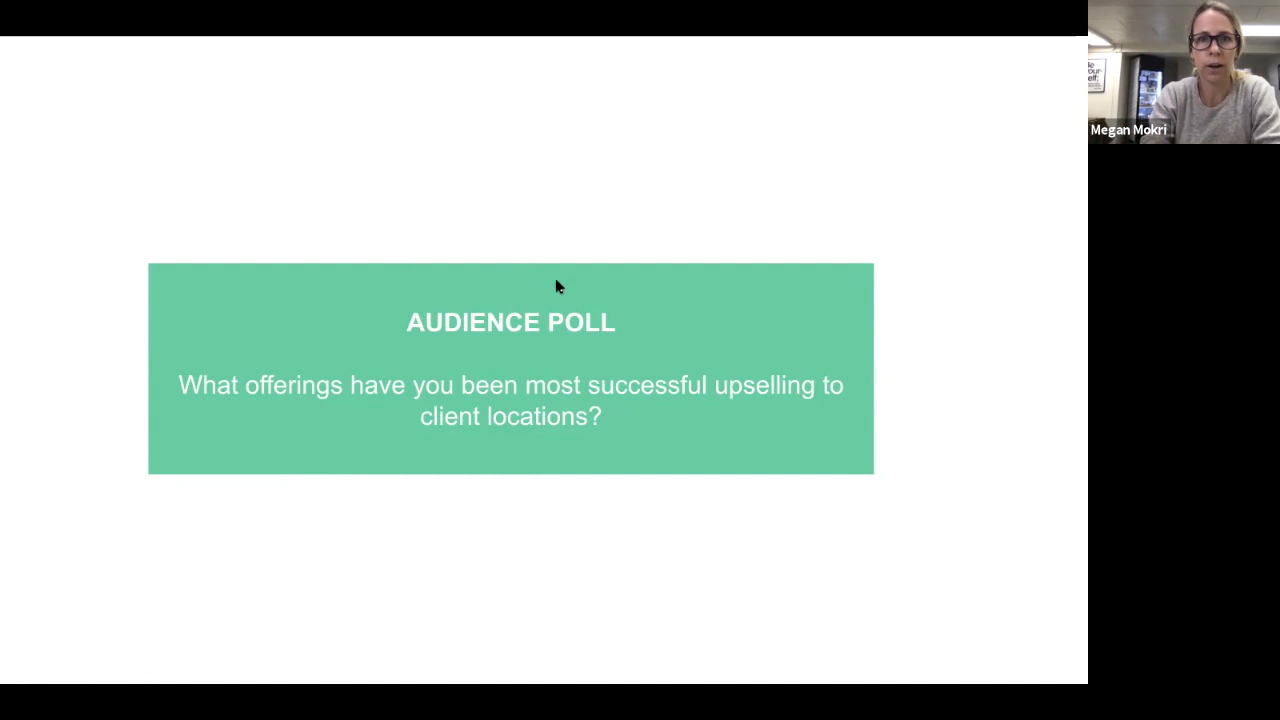 AUDIENCE POLL
What offerings have you been most successful upselling to
client locations?
Megan Mokri